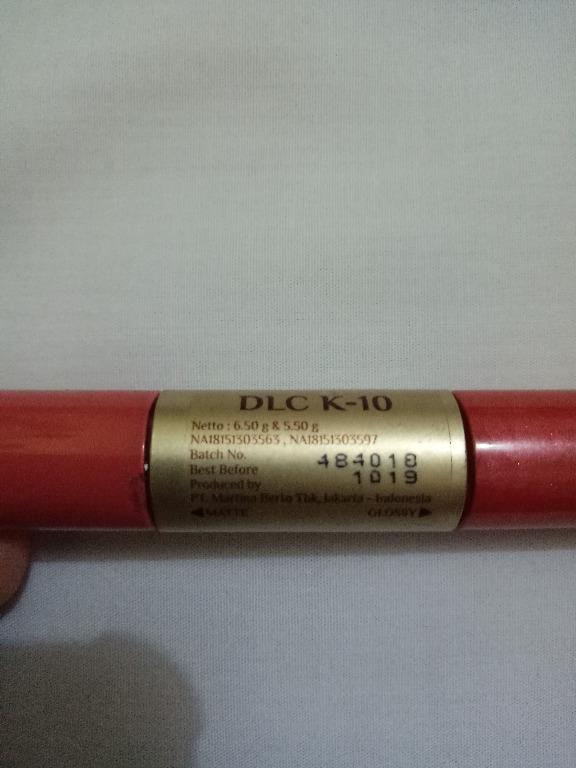 DLC K-10
Netto : 6.50 g & 5.50 g
NA18151303563 , NA18151303597
Batch No. 484018
Best Before 1019
Produced by
PT. Martina Berto Tbk, Jakarta - Indonesia
◀MATTE GLOSSY▶